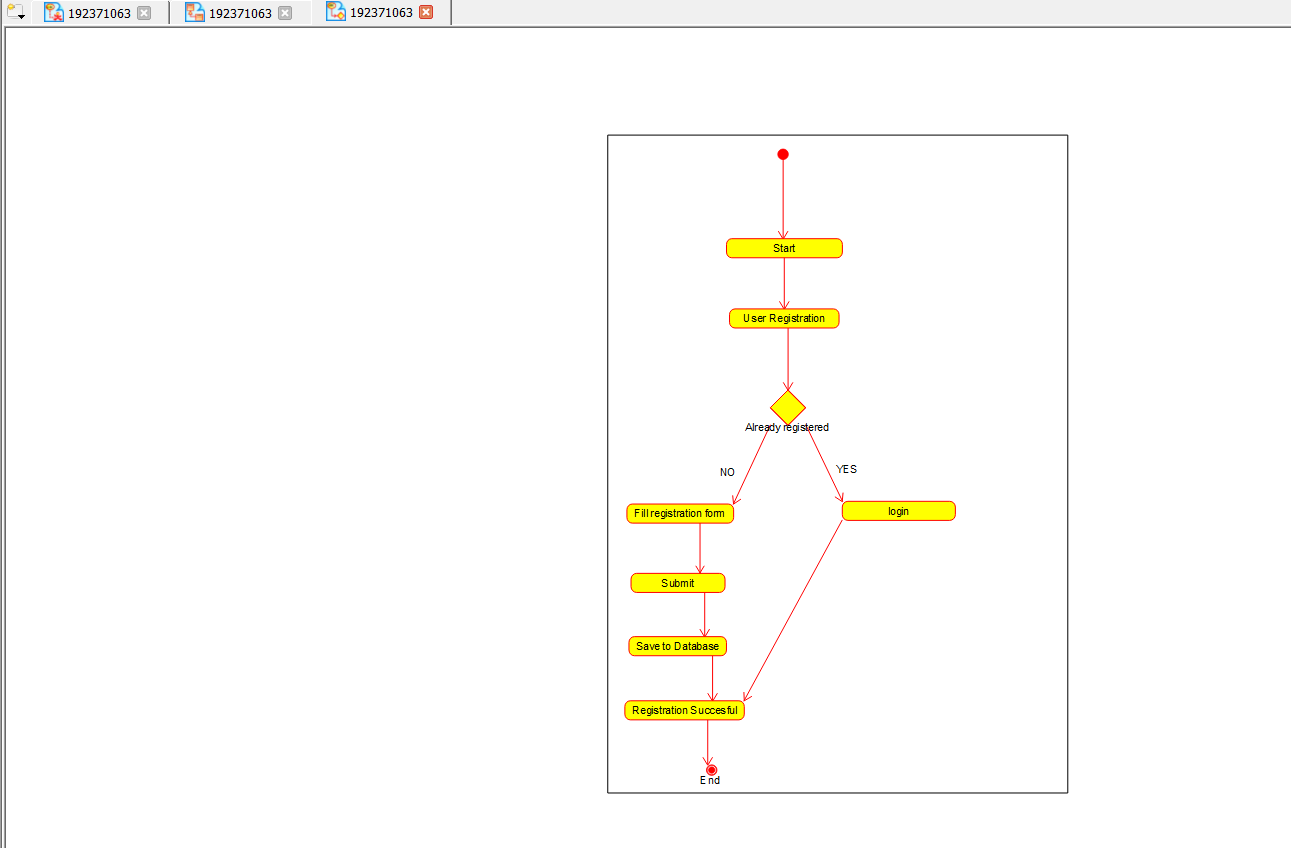 192371063
192371063
192371063
Start
User Registration
Already registered
NO
YES
Fill registration form
login
Submit
Save to Database
Registration Succesful
End